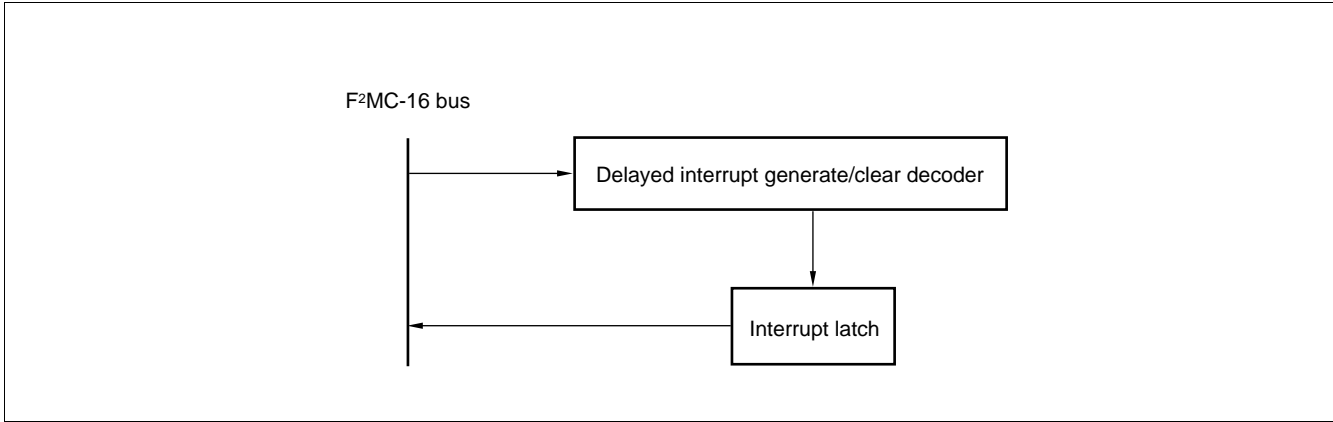 F²MC-16 bus
Delayed interrupt generate/clear decoder
Interrupt latch